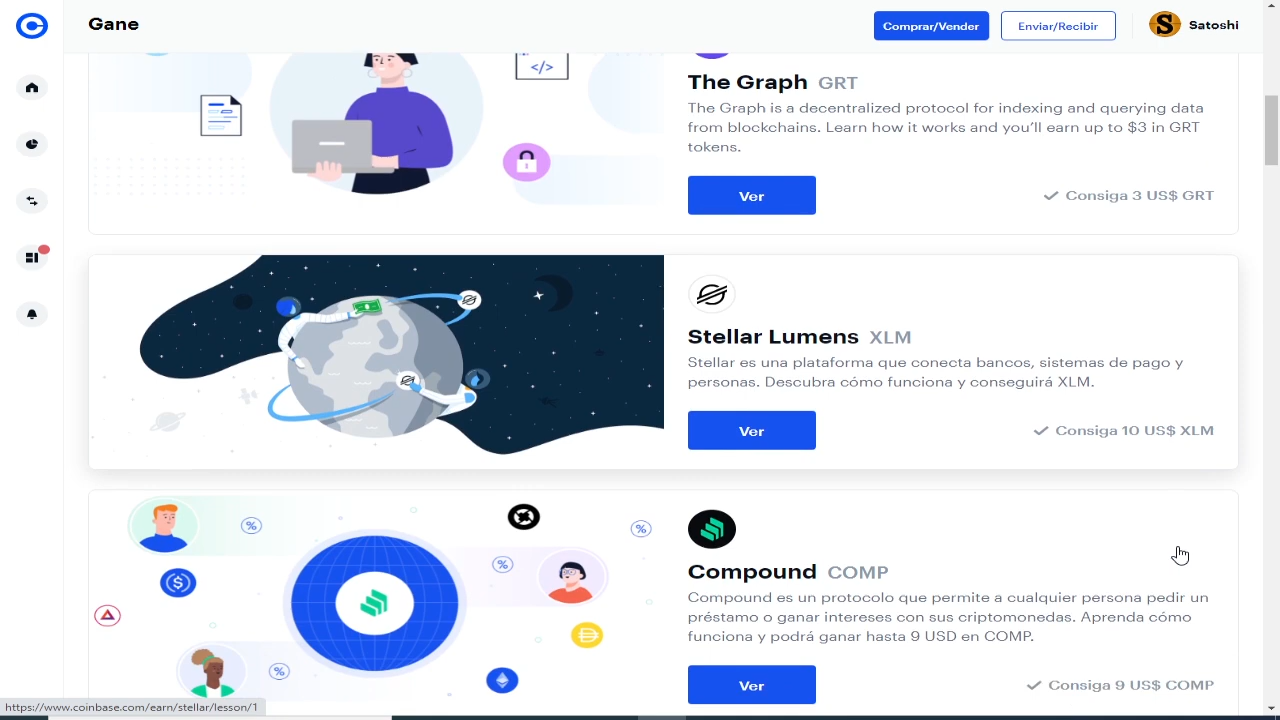 Gane
Comprar/Vender
Enviar/Recibir
Satoshi
The Graph GRT
The Graph is a decentralized protocol for indexing and querying data
from blockchains. Learn how it works and you’ll earn up to $3 in GRT
tokens.
Ver
Consiga 3 US$ GRT
</>
Stellar Lumens XLM
Stellar es una plataforma que conecta bancos, sistemas de pago y
personas. Descubra cómo funciona y conseguirá XLM.
Ver
Consiga 10 US$ XLM
Compound COMP
Compound es un protocolo que permite a cualquier persona pedir un
préstamo o ganar intereses con sus criptomonedas. Aprenda cómo
funciona y podrá ganar hasta 9 USD en COMP.
Ver
Consiga 9 US$ COMP
%
%
%
%
$
https://www.coinbase.com/earn/stellar/lesson/1